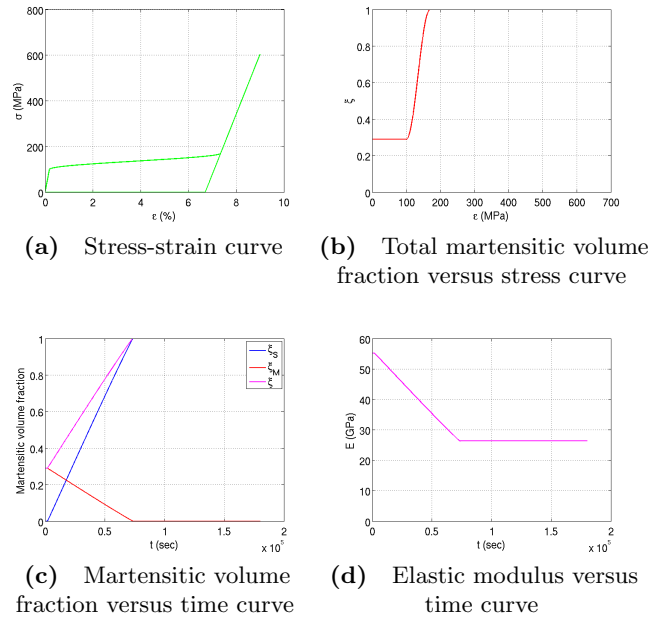 800
600
400
200
0
σ (MPa)
0 2 4 6 8 10
ε (%)
(a) Stress-strain curve
1
0.8
0.6
0.4
0.2
0
ξ
0 100 200 300 400 500 600 700
ε (MPa)
(b) Total martensitic volume
fraction versus stress curve
1
0.8
0.6
0.4
0.2
0
Martensitic volume fraction
ξ_S
ξ_M
ξ
0 0.5 1 1.5 2
t (sec)
x 10^5
(c) Martensitic volume
fraction versus time curve
60
50
40
30
20
10
0
E (GPa)
0 0.5 1 1.5 2
t (sec)
x 10^5
(d) Elastic modulus versus
time curve